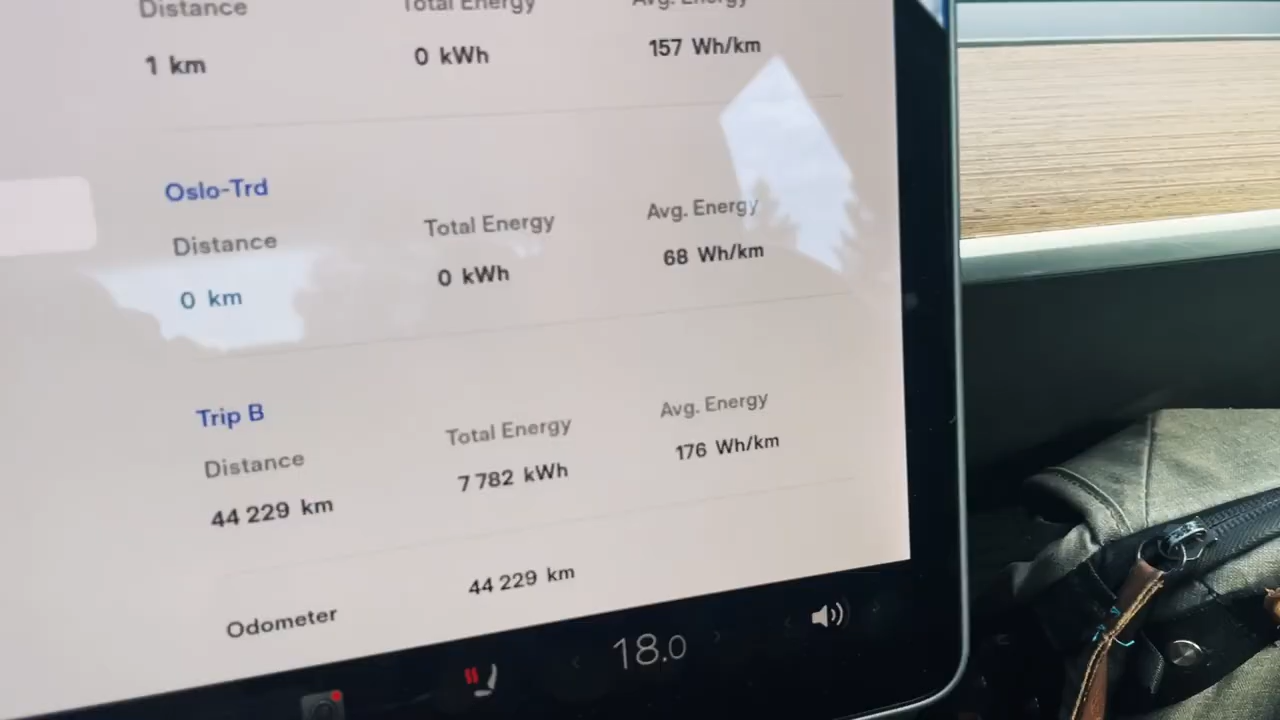 Distance Total Energy Avg. Energy
1 km 0 kWh 157 Wh/km
Oslo-Trd
Distance Total Energy Avg. Energy
0 km 0 kWh 68 Wh/km
Trip B
Distance Total Energy Avg. Energy
44 229 km 7 782 kWh 176 Wh/km
Odometer 44 229 km
18.0